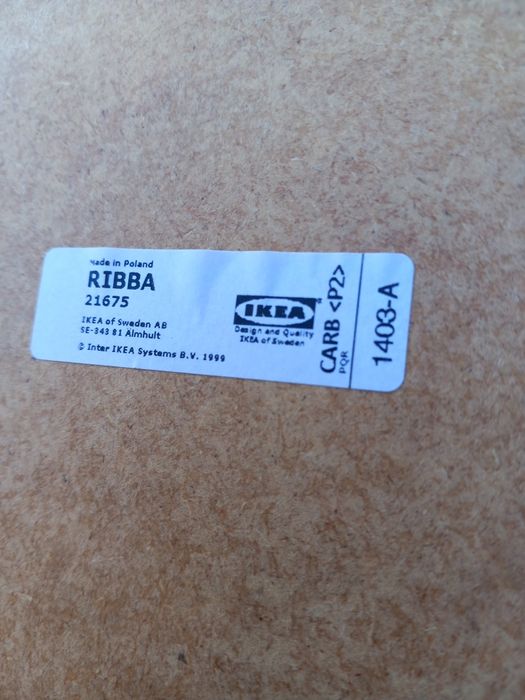 Made in Poland
RIBBA
21675
IKEA of Sweden AB
SE-343 81 Älmhult
© Inter IKEA Systems B.V. 1999
IKEA
Design and Quality
IKEA of Sweden
CARB <P2>
PQR
1403-A